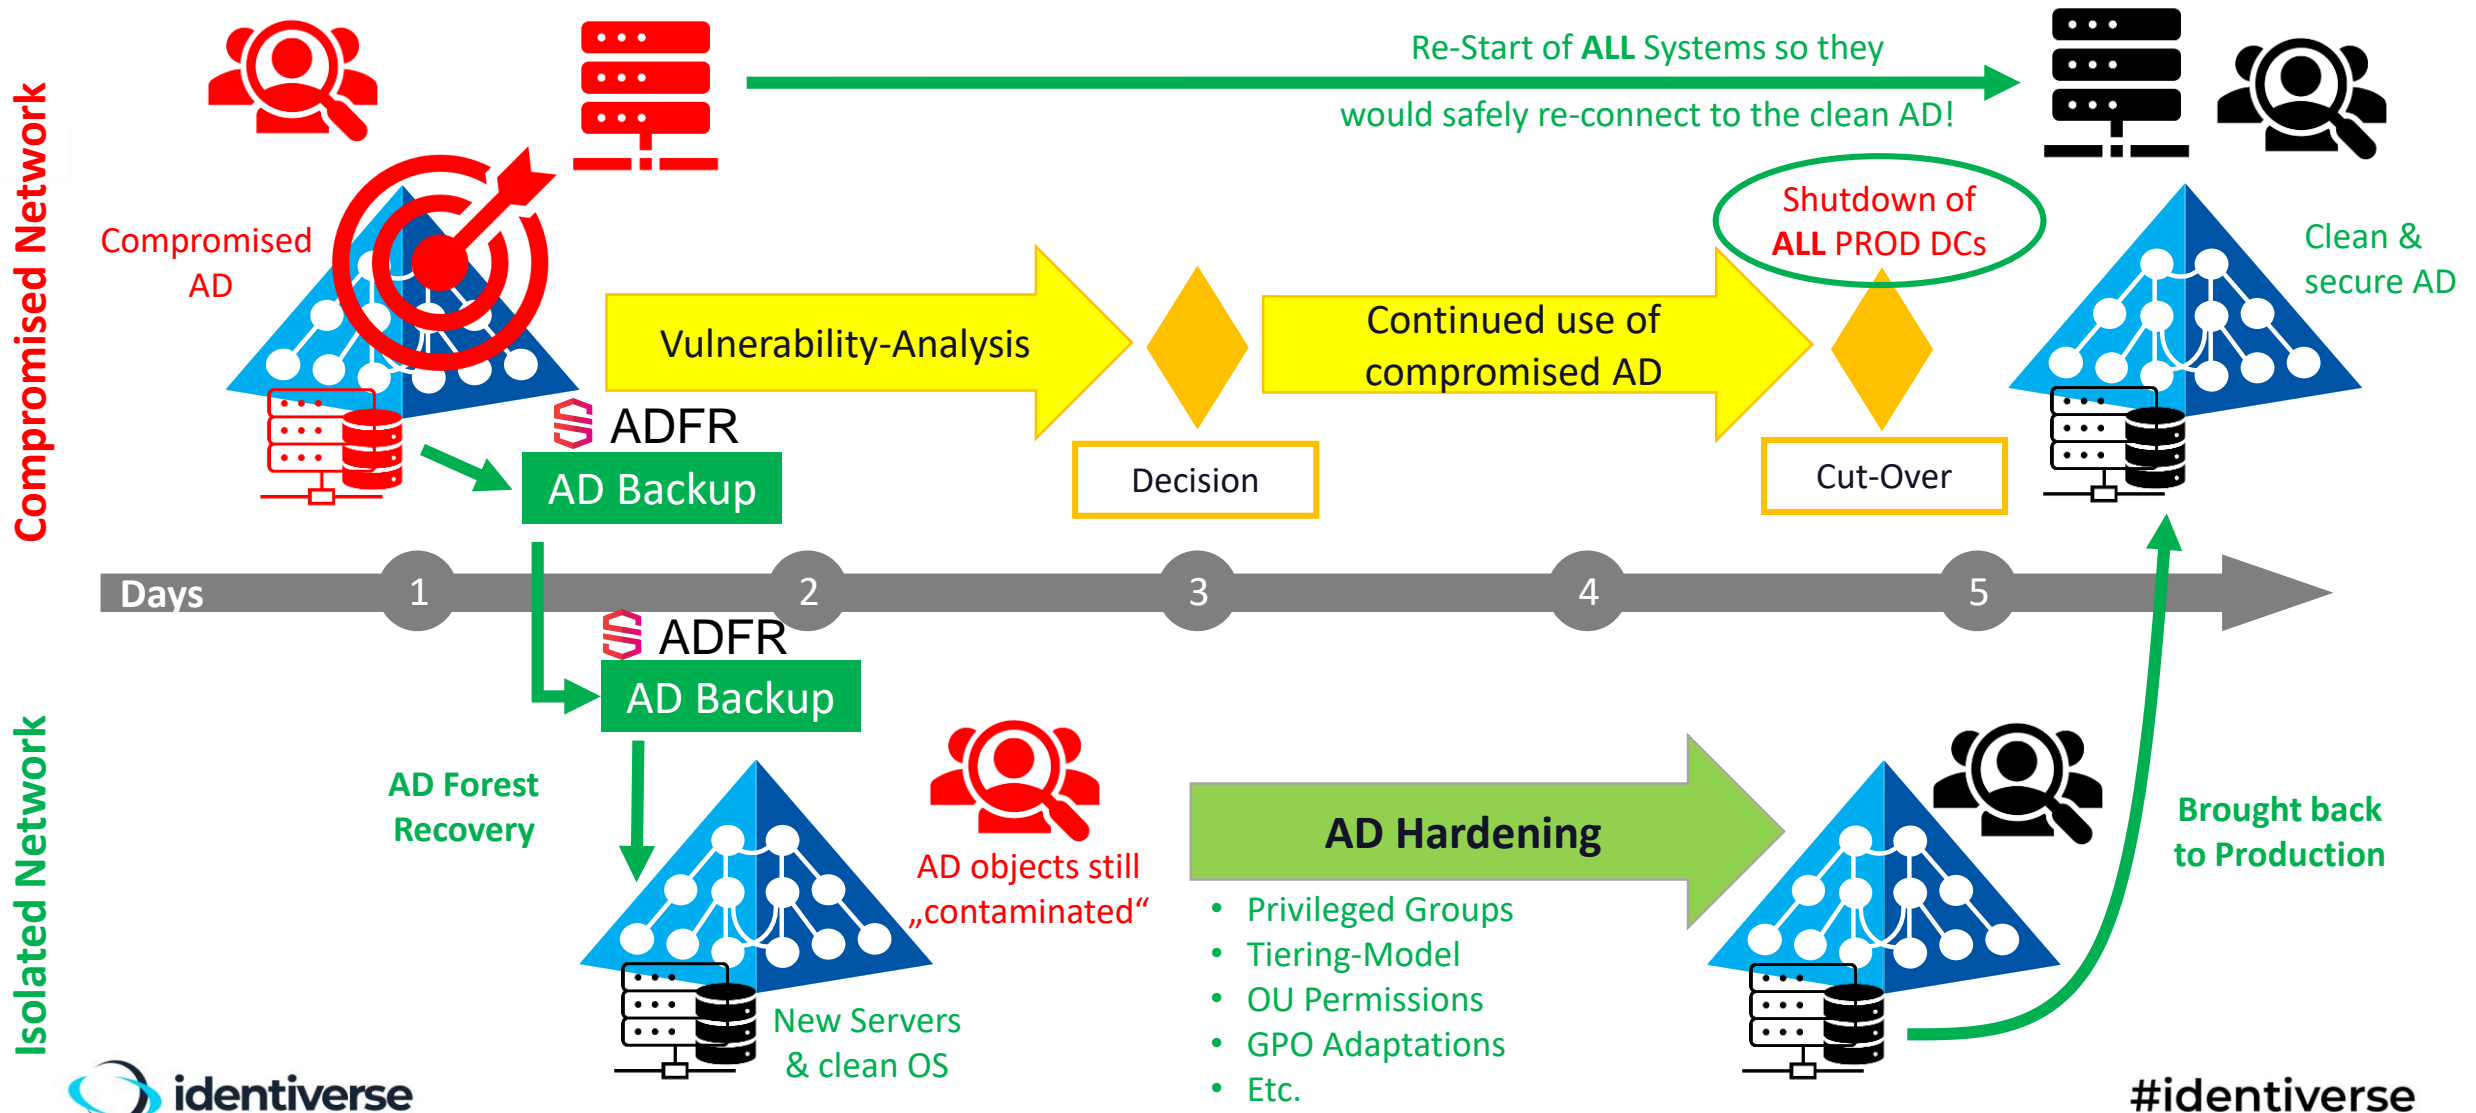 Compromised Network
Re-Start of ALL Systems so they
would safely re-connect to the clean AD!
Compromised
AD
Shutdown of
ALL PROD DCs
Clean &
secure AD
Vulnerability-Analysis
Continued use of
compromised AD
ADFR
AD Backup
Decision
Cut-Over
Days
1
2
3
4
5
Isolated Network
ADFR
AD Backup
AD Forest
Recovery
AD objects still
„contaminated“
New Servers
& clean OS
AD Hardening
• Privileged Groups
• Tiering-Model
• OU Permissions
• GPO Adaptations
• Etc.
Brought back
to Production
identiverse
#identiverse